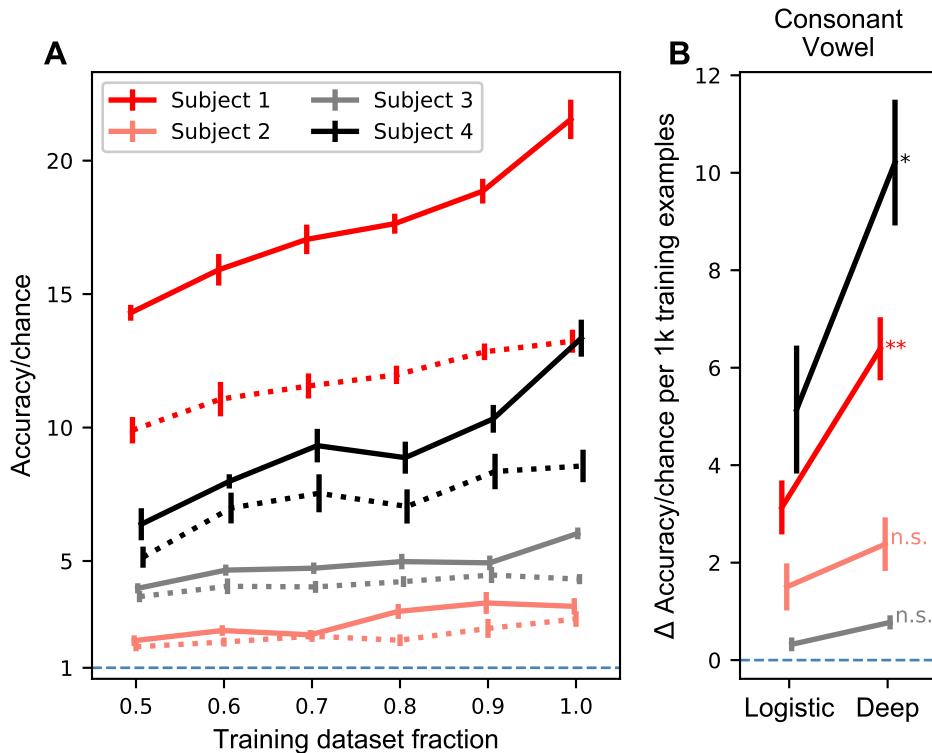 A
Subject 1
Subject 2
Subject 3
Subject 4
Accuracy/chance
20
15
10
5
1
0.5 0.6 0.7 0.8 0.9 1.0
Training dataset fraction
B
Consonant
Vowel
Δ Accuracy/chance per 1k training examples
12
10
8
6
4
2
0
*
**
n.s.
n.s.
Logistic Deep